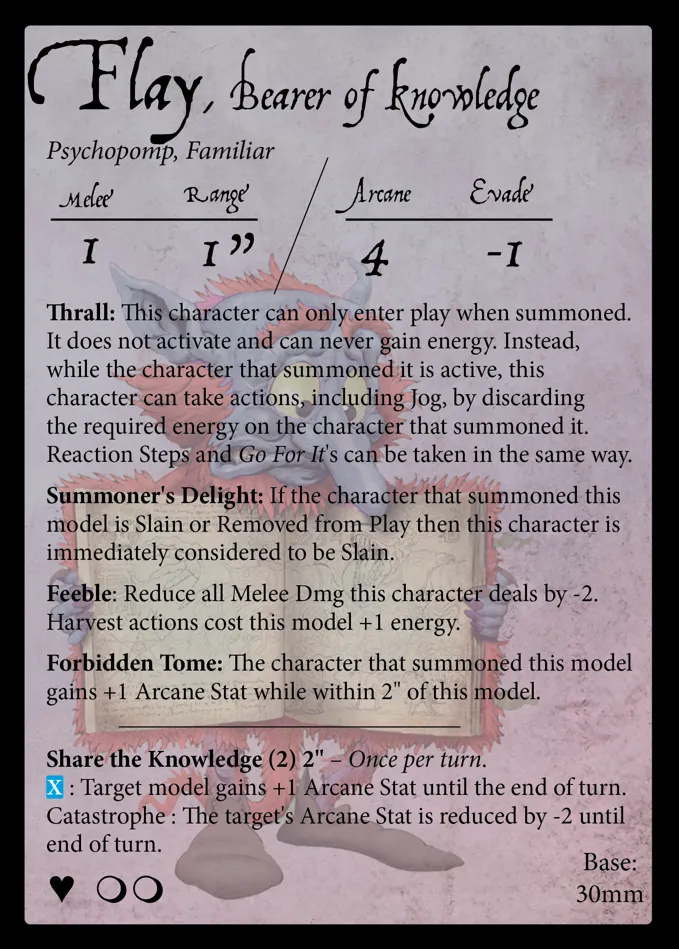 Flay, Bearer of knowledge
Psychopomp, Familiar
Melee Range Arcane Evade
1 1” 4 -1
Thrall: This character can only enter play when summoned.
It does not activate and can never gain energy. Instead,
while the character that summoned it is active, this
character can take actions, including Jog, by discarding
the required energy on the character that summoned it.
Reaction Steps and Go For It's can be taken in the same way.
Summoner's Delight: If the character that summoned this
model is Slain or Removed from Play then this character is
immediately considered to be Slain.
Feeble: Reduce all Melee Dmg this character deals by -2.
Harvest actions cost this model +1 energy.
Forbidden Tome: The character that summoned this model
gains +1 Arcane Stat while within 2" of this model.
Share the Knowledge (2) 2" – Once per turn.
X : Target model gains +1 Arcane Stat until the end of turn.
Catastrophe : The target's Arcane Stat is reduced by -2 until
end of turn.
Base:
30mm